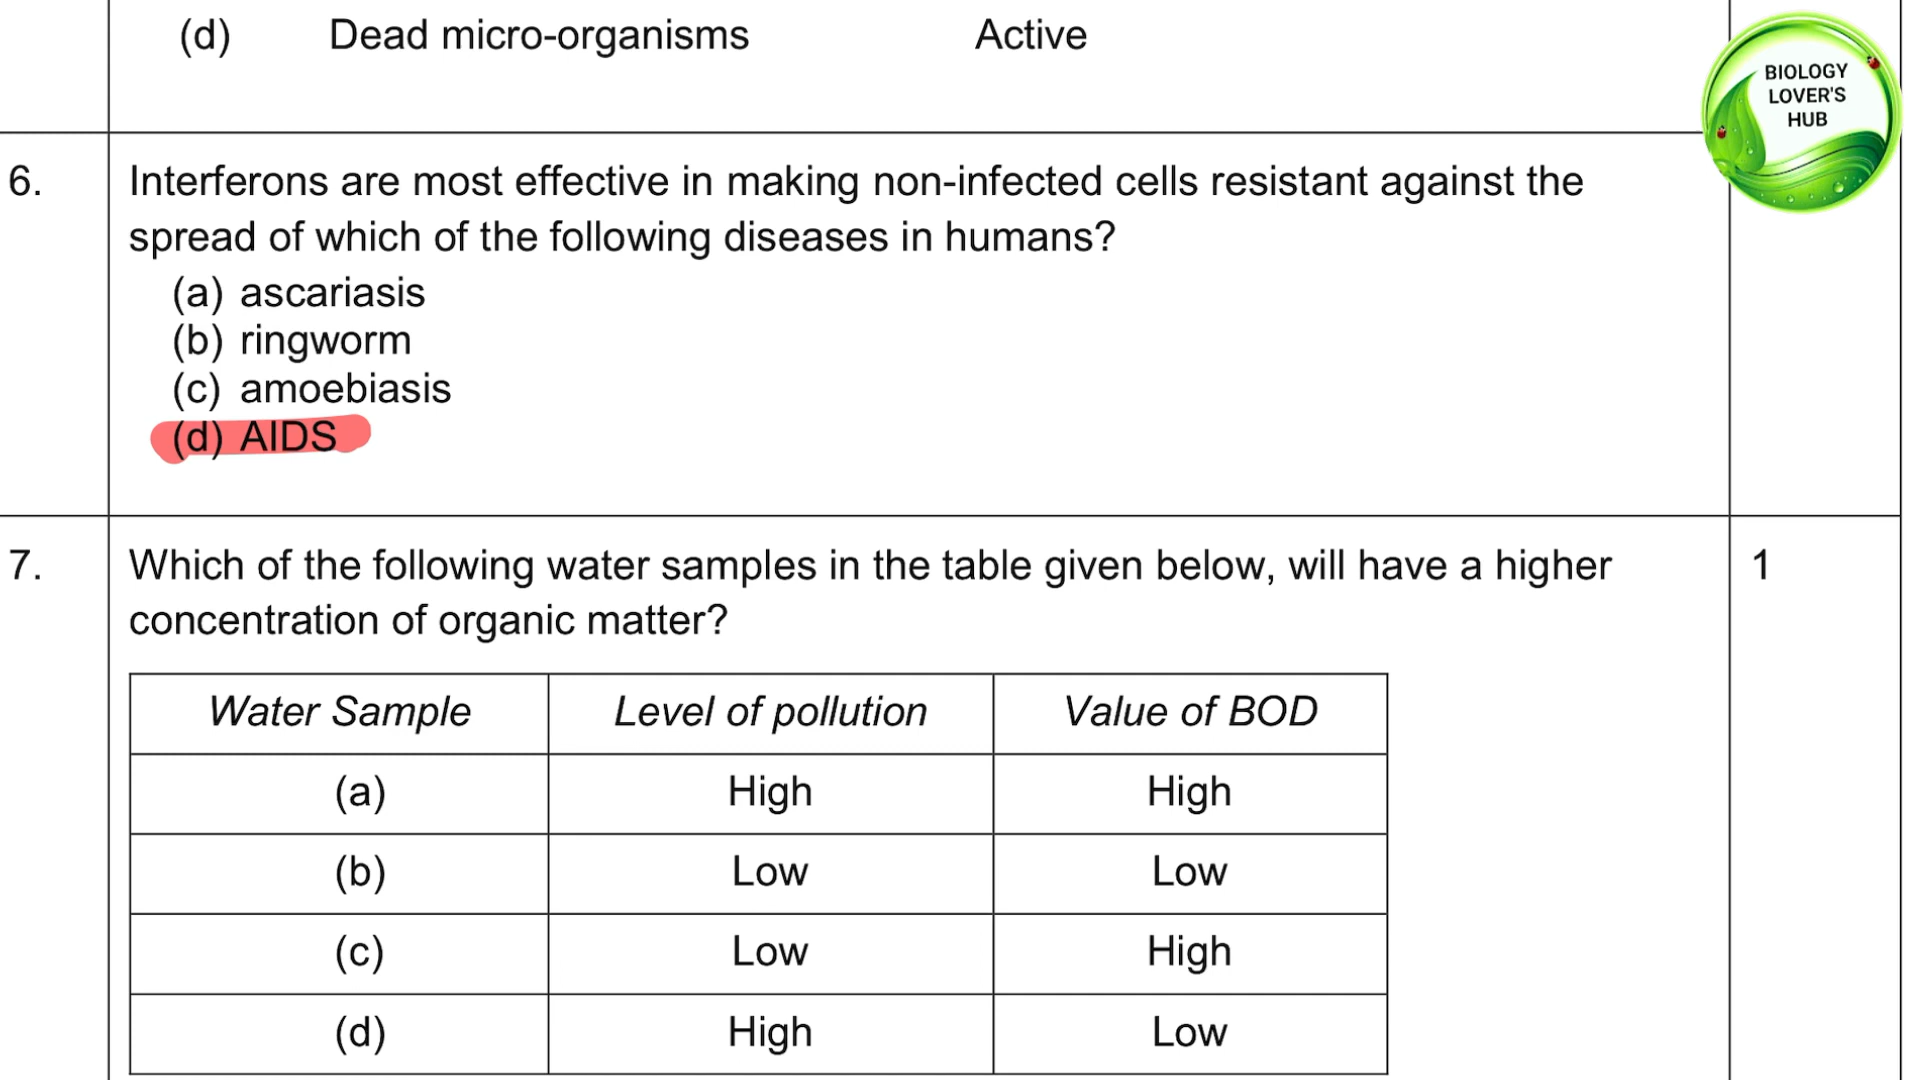 (d) Dead micro-organisms Active
BIOLOGY
LOVER'S
HUB
6. Interferons are most effective in making non-infected cells resistant against the
spread of which of the following diseases in humans?
(a) ascariasis
(b) ringworm
(c) amoebiasis
(d) AIDS
7. Which of the following water samples in the table given below, will have a higher 1
concentration of organic matter?
Water Sample Level of pollution Value of BOD
(a) High High
(b) Low Low
(c) Low High
(d) High Low